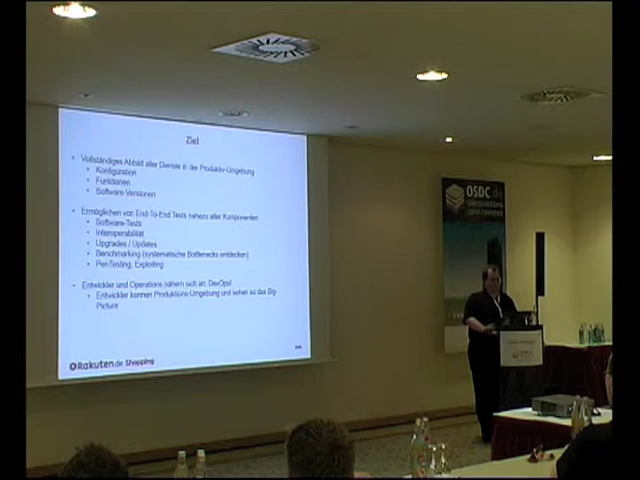 Ziel
• Vollständiges Abbild aller Dienste in der Produktiv-Umgebung
• Konfiguration
• Funktionen
• Software-Versionen
• Ermöglichen von End-To-End Tests nahezu aller Komponenten
• Software-Tests
• Interoperabilität
• Upgrades / Updates
• Benchmarking (systematische Bottlenecks entdecken)
• PenTesting, Exploiting
• Entwickler und Operations nähern sich an: DevOps!
• Entwickler kennen Produktions-Umgebung und sehen so das Big-
Picture
Rakuten.de Shopping
OSDC.de